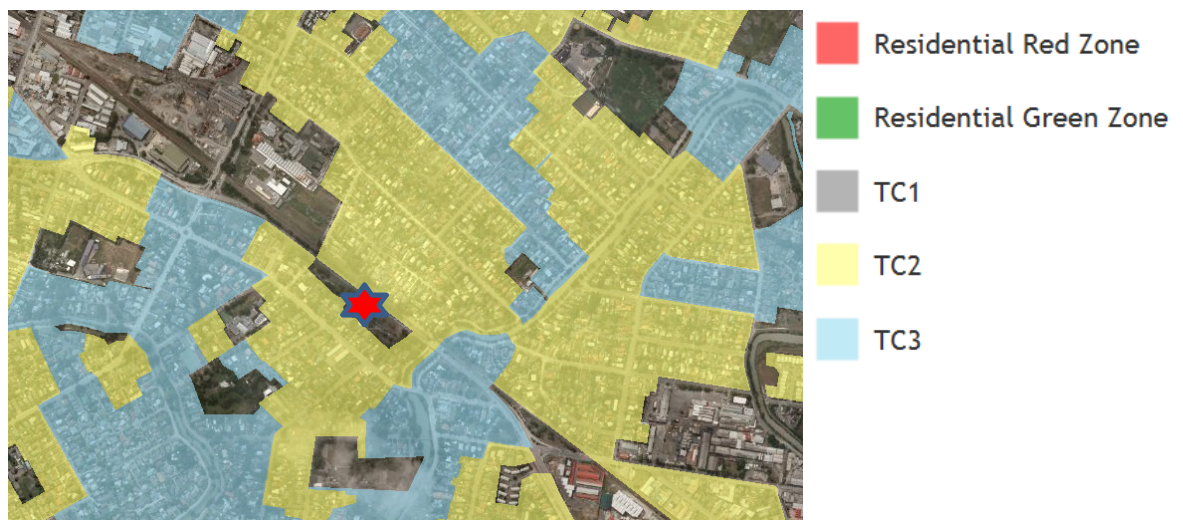 Residential Red Zone
Residential Green Zone
TC1
TC2
TC3